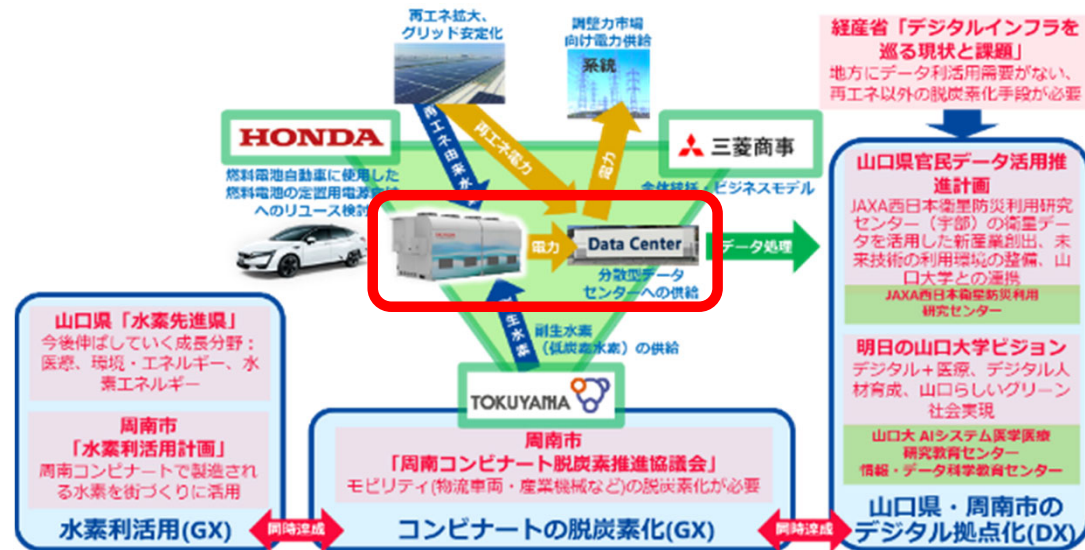 再エネ拡大、
グリッド安定化
調整力市場
向け電力供給
系統
経産省「デジタルインフラを
巡る現状と課題」
地方にデータ利活用需要がない、
再エネ以外の脱炭素化手段が必要
HONDA
三菱商事
再エネ由来水
再エネ電力
電力
燃料電池自動車に使用した
燃料電池の定置用電源
へのリユース検討
全体統括・ビジネスモデル
電力
Data Center
データ処理
分散型データ
センターへの供給
副生水素
(低炭素水素)の供給
TOKUYAMA
山口県官民データ活用推
進計画
JAXA西日本衛星防災利用研究
センター(宇部)の衛星デー
タを活用した新産業創出、未
来技術の利用環境の整備、山
口大学との連携
JAXA西日本衛星防災利用
研究センター
明日の山口大学ビジョン
デジタル+医療、デジタル人
材育成、山口らしいグリーン
社会実現
山口大 AIシステム医学医療
研究教育センター
情報・データ科学教育センター
山口県・周南市の
デジタル拠点化(DX)
山口県「水素先進県」
今後伸ばしていく成長分野:
医療、環境・エネルギー、水
素エネルギー
周南市
「水素利活用計画」
周南コンビナートで製造され
る水素を街づくりに活用
水素利活用(GX)
同時達成
周南市
「周南コンビナート脱炭素推進協議会」
モビリティ(物流車両・産業機械など)の脱炭素化が必要
コンビナートの脱炭素化(GX)
同時達成